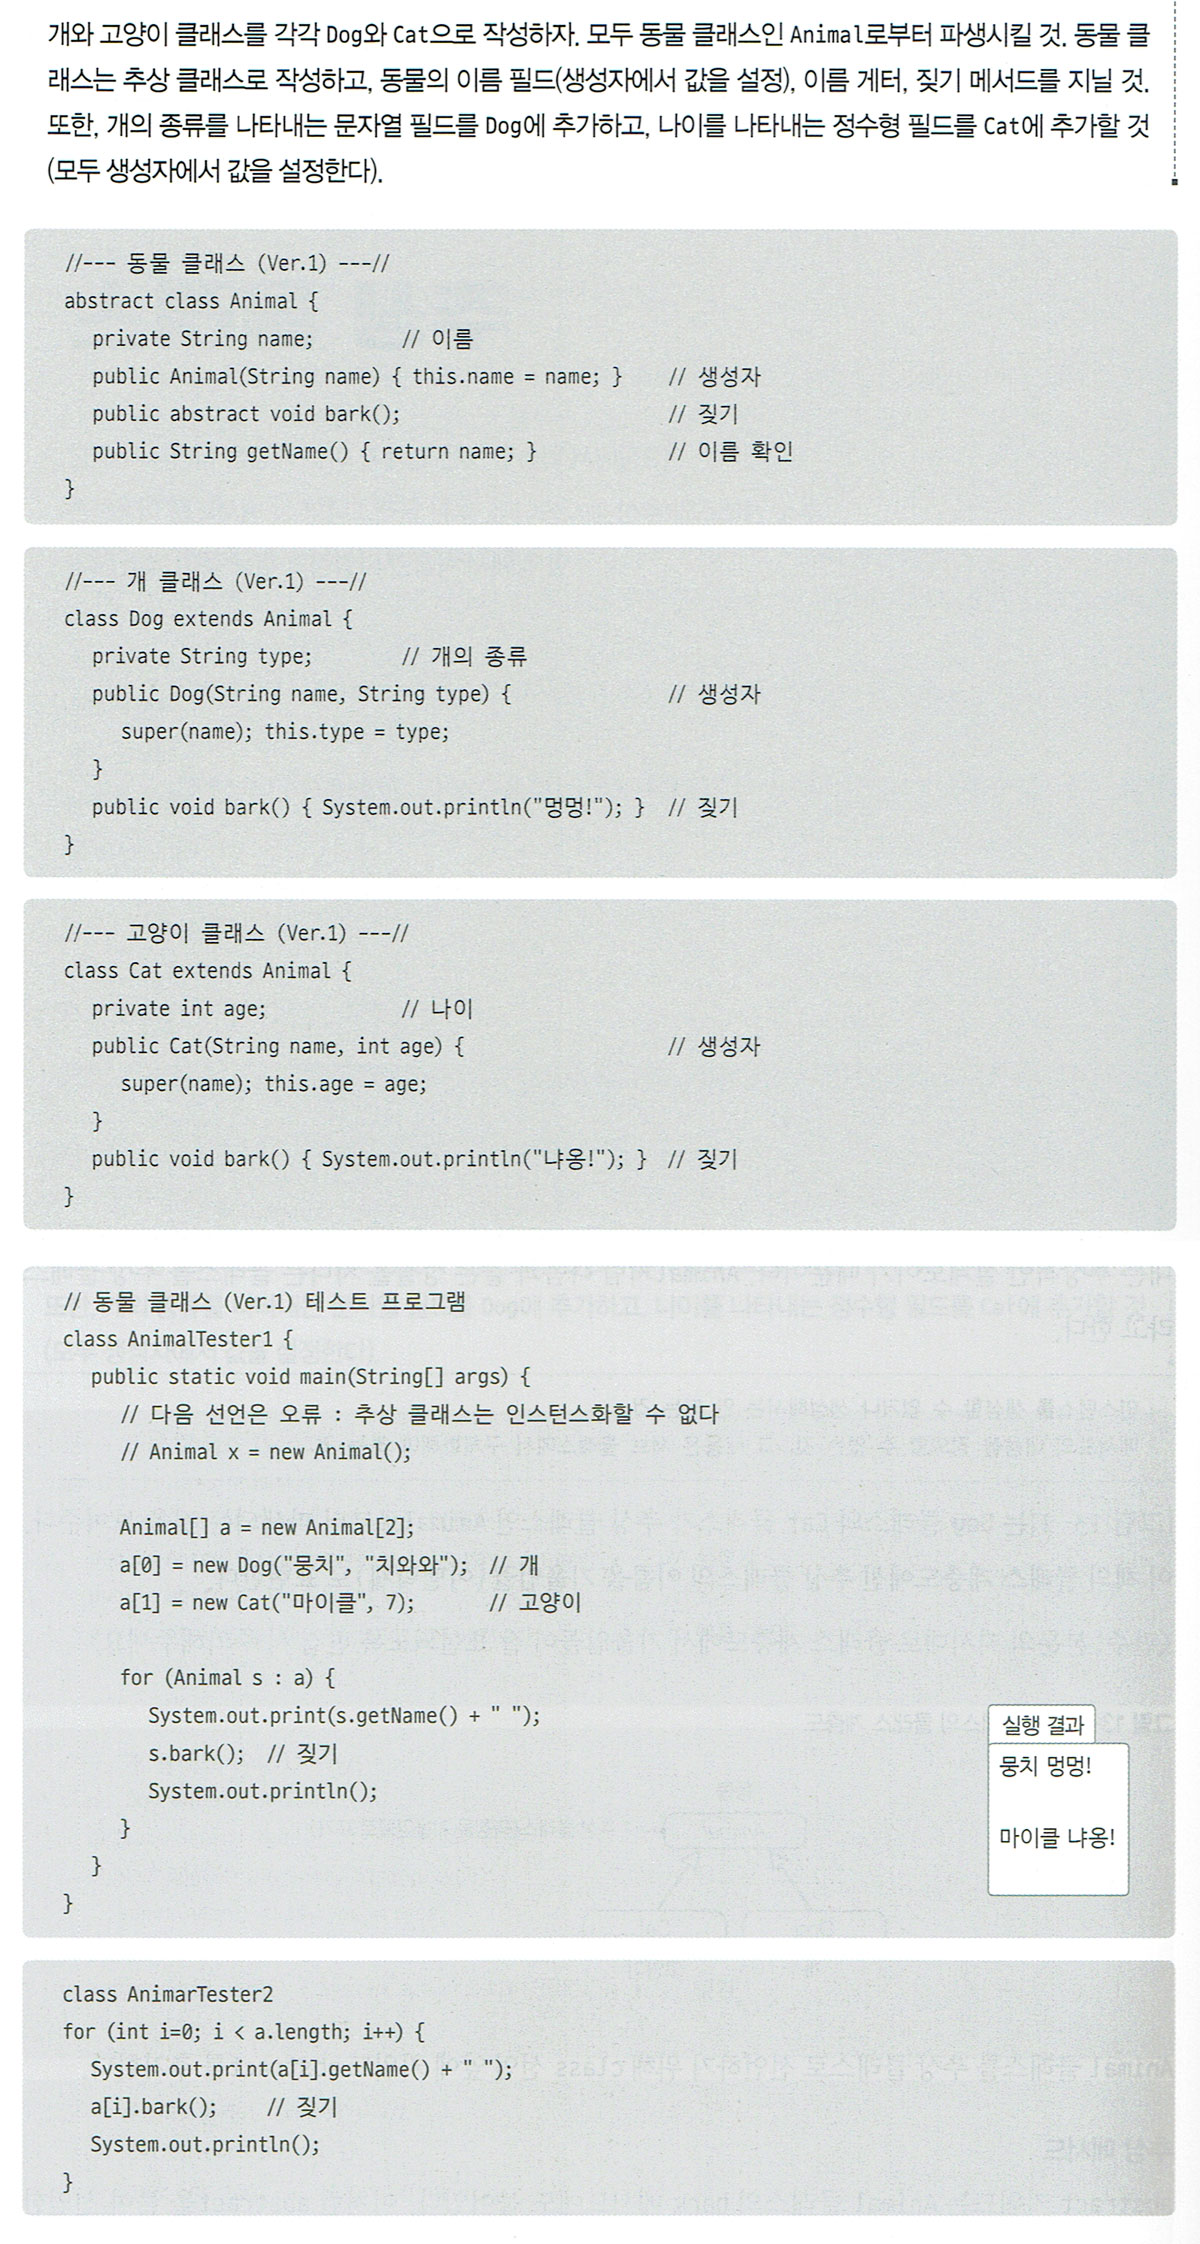 개와 고양이 클래스를 각각 Dog와 Cat으로 작성하자. 모두 동물 클래스인 Animal로부터 파생시킬 것. 동물 클
래스는 추상 클래스로 작성하고, 동물의 이름 필드(생성자에서 값을 설정), 이름 게터, 짖기 메서드를 지닐 것.
또한, 개의 종류를 나타내는 문자열 필드를 Dog에 추가하고, 나이를 나타내는 정수형 필드를 Cat에 추가할 것
(모두 생성자에서 값을 설정한다).
//--- 동물 클래스 (Ver.1) ---//
abstract class Animal {
private String name; // 이름
public Animal(String name) { this.name = name; } // 생성자
public abstract void bark(); // 짖기
public String getName() { return name; } // 이름 확인
}
//--- 개 클래스 (Ver.1) ---//
class Dog extends Animal {
private String type; // 개의 종류
public Dog(String name, String type) { // 생성자
super(name); this.type = type;
}
public void bark() { System.out.println("멍멍!"); } // 짖기
}
//--- 고양이 클래스 (Ver.1) ---//
class Cat extends Animal {
private int age; // 나이
public Cat(String name, int age) { // 생성자
super(name); this.age = age;
}
public void bark() { System.out.println("냐옹!"); } // 짖기
}
// 동물 클래스 (Ver.1) 테스트 프로그램
class AnimalTester1 {
public static void main(String[] args) {
// 다음 선언은 오류 : 추상 클래스는 인스턴스화할 수 없다
// Animal x = new Animal();
Animal[] a = new Animal[2];
a[0] = new Dog("뭉치", "치와와"); // 개
a[1] = new Cat("마이클", 7); // 고양이
for (Animal s : a) {
System.out.print(s.getName() + " ");
s.bark(); // 짖기
System.out.println();
}
}
}
실행 결과
뭉치 멍멍!
마이클 냐옹!
class AnimarTester2
for (int i=0; i < a.length; i++) {
System.out.print(a[i].getName() + " ");
a[i].bark(); // 짖기
System.out.println();
}